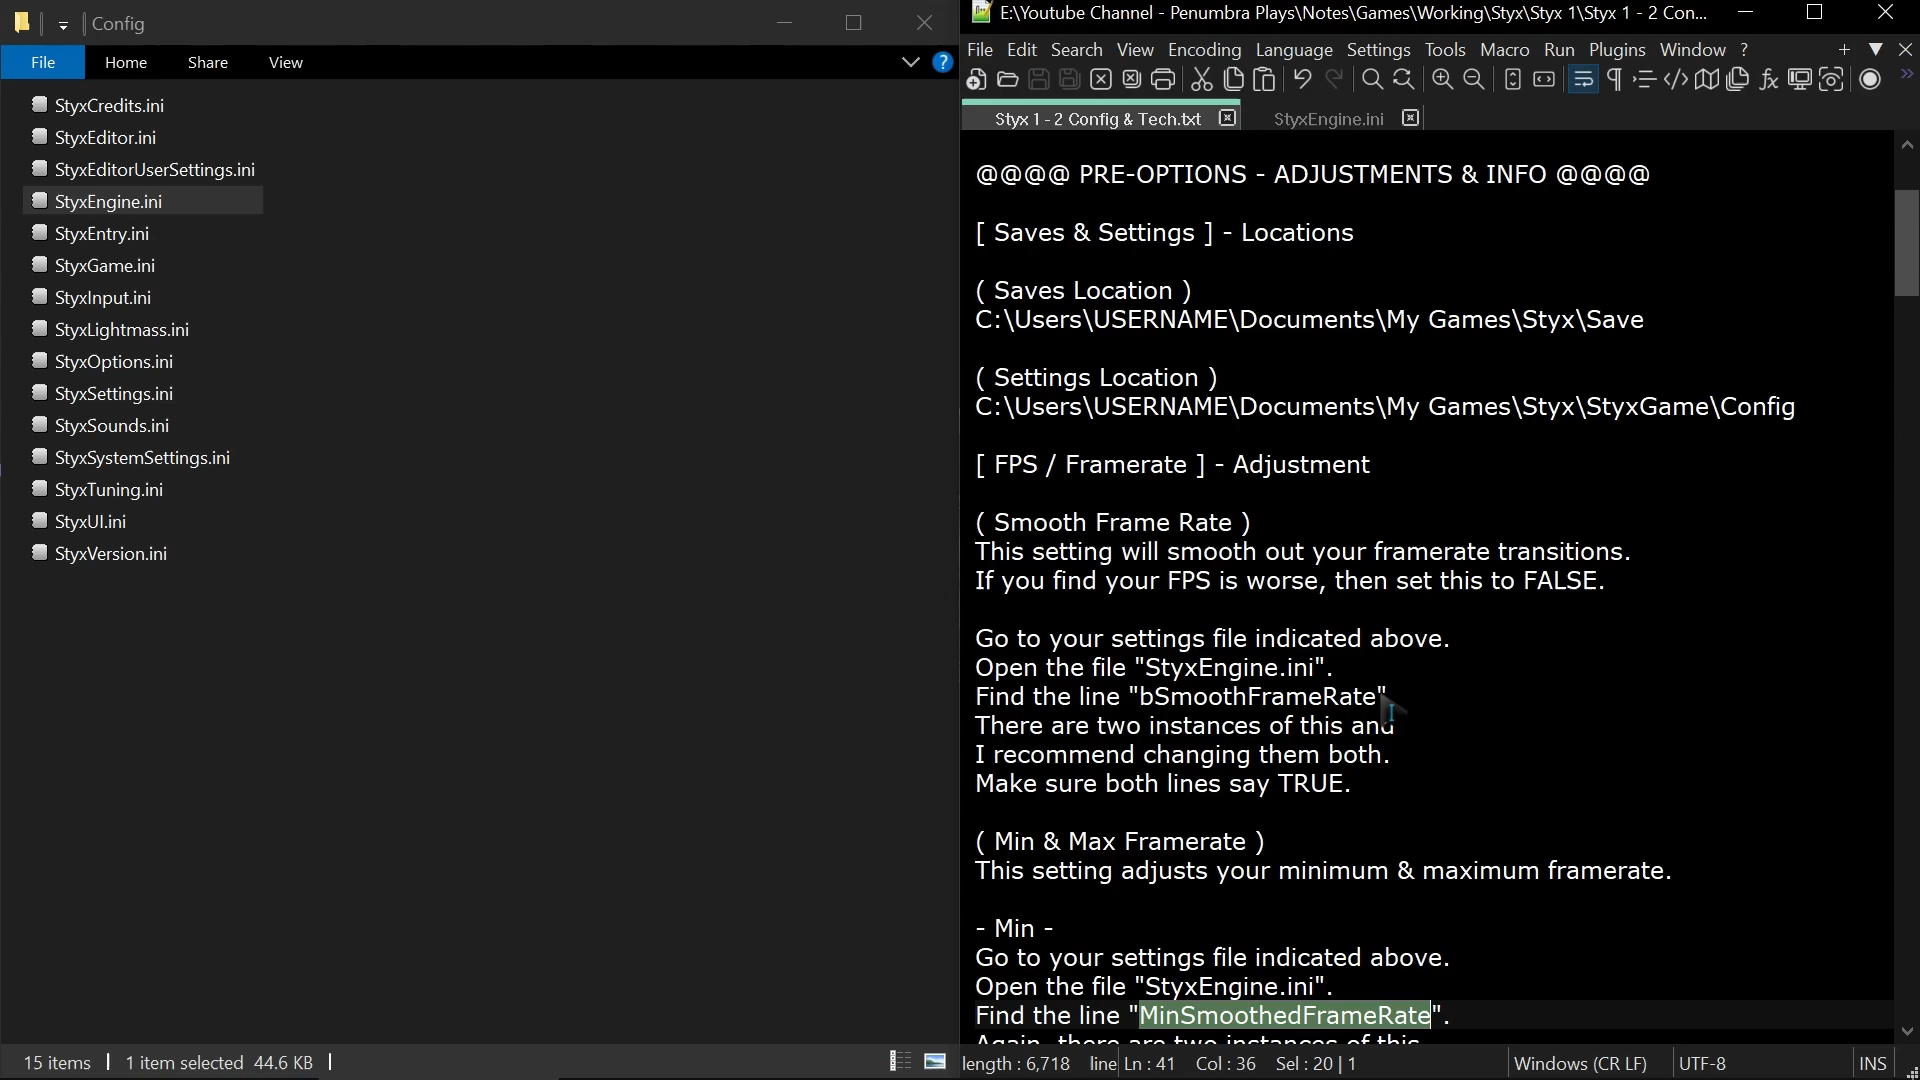 Config
File Home Share View
StyxCredits.ini
StyxEditor.ini
StyxEditorUserSettings.ini
StyxEngine.ini
StyxEntry.ini
StyxGame.ini
StyxInput.ini
StyxLightmass.ini
StyxOptions.ini
StyxSettings.ini
StyxSounds.ini
StyxSystemSettings.ini
StyxTuning.ini
StyxUI.ini
StyxVersion.ini
15 items 1 item selected 44.6 KB
E:\Youtube Channel - Penumbra Plays\Notes\Games\Working\Styx\Styx 1\Styx 1 - 2 Con...
File Edit Search View Encoding Language Settings Tools Macro Run Plugins Window ?
Styx 1 - 2 Config & Tech.txt StyxEngine.ini
@@@@ PRE-OPTIONS - ADJUSTMENTS & INFO @@@@
[ Saves & Settings ] - Locations
( Saves Location )
C:\Users\USERNAME\Documents\My Games\Styx\Save
( Settings Location )
C:\Users\USERNAME\Documents\My Games\Styx\StyxGame\Config
[ FPS / Framerate ] - Adjustment
( Smooth Frame Rate )
This setting will smooth out your framerate transitions.
If you find your FPS is worse, then set this to FALSE.
Go to your settings file indicated above.
Open the file "StyxEngine.ini".
Find the line "bSmoothFrameRate"
There are two instances of this and
I recommend changing them both.
Make sure both lines say TRUE.
( Min & Max Framerate )
This setting adjusts your minimum & maximum framerate.
- Min -
Go to your settings file indicated above.
Open the file "StyxEngine.ini".
Find the line "MinSmoothedFrameRate".
Again, there are two instances of this
length : 6,718 line Ln : 41 Col : 36 Sel : 20 | 1 Windows (CR LF) UTF-8 INS